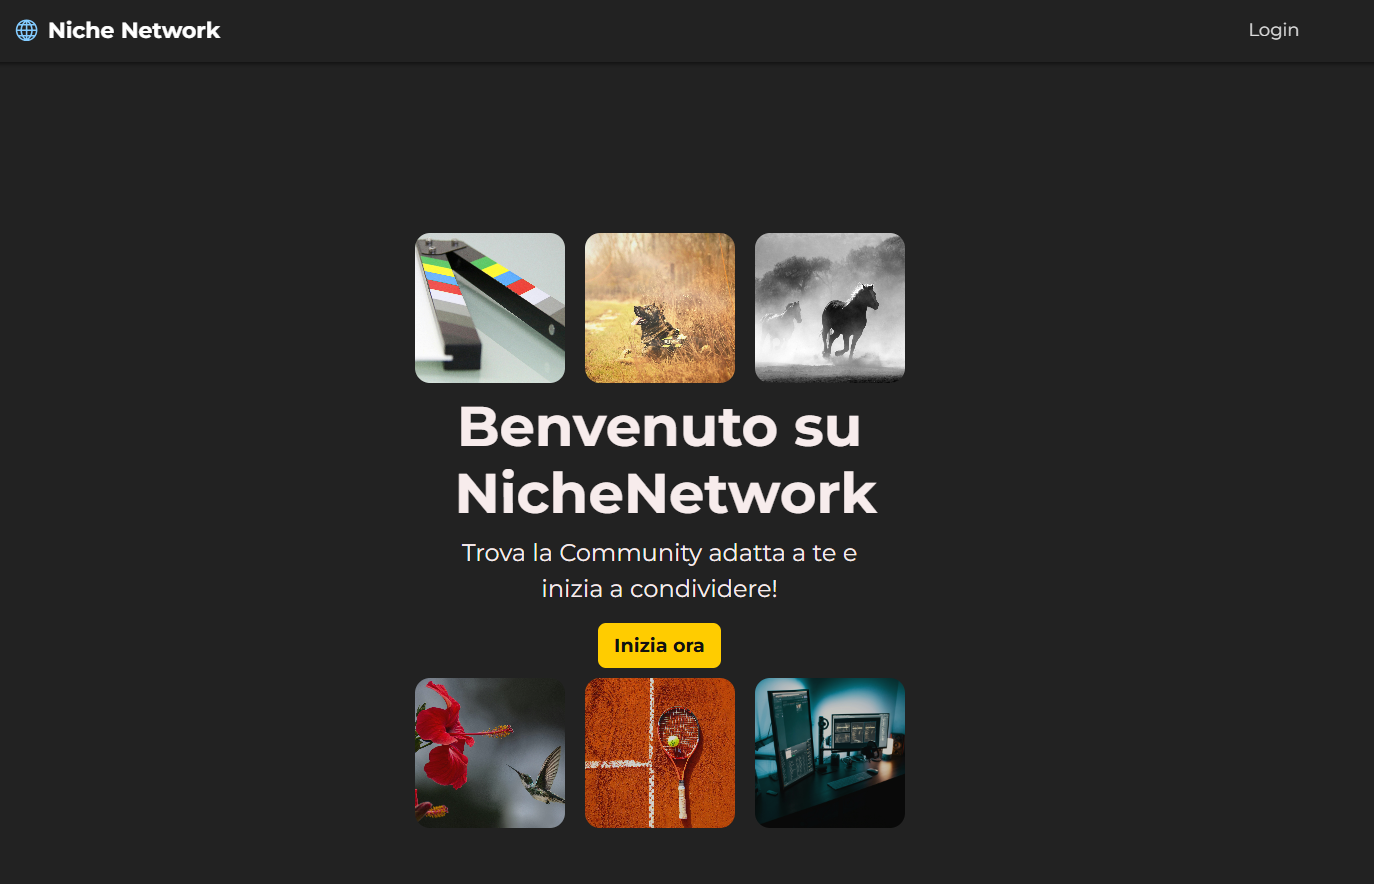 Niche Network
Login
Benvenuto su
NicheNetwork
Trova la Community adatta a te e
inizia a condividere!
Inizia ora